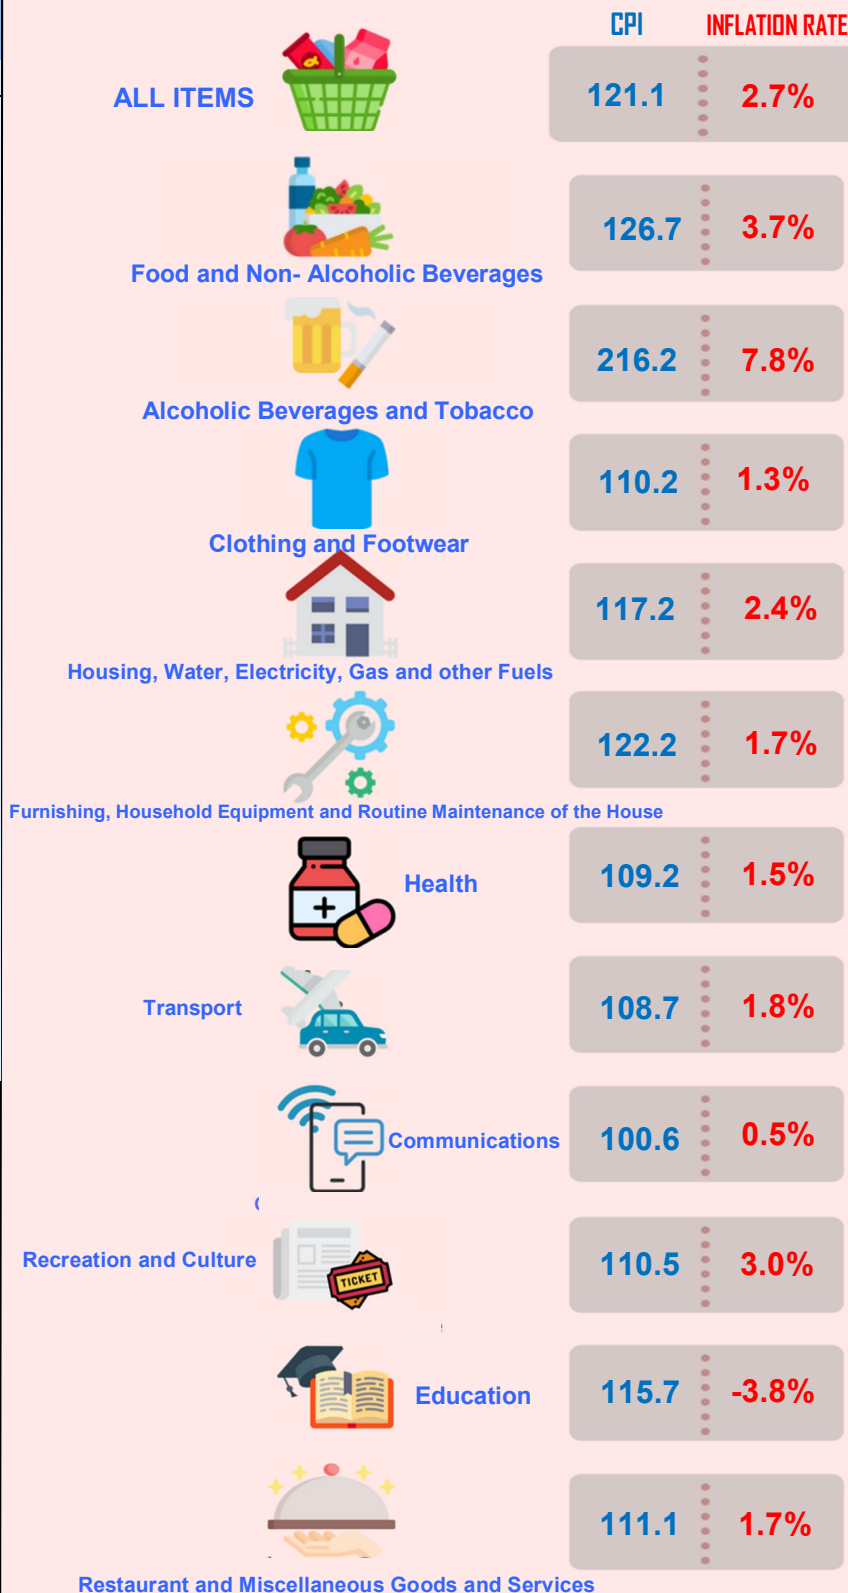 CPI INFLATION RATE
ALL ITEMS 121.1 2.7%
126.7 3.7%
Food and Non- Alcoholic Beverages
216.2 7.8%
Alcoholic Beverages and Tobacco
110.2 1.3%
Clothing and Footwear
117.2 2.4%
Housing, Water, Electricity, Gas and other Fuels
122.2 1.7%
Furnishing, Household Equipment and Routine Maintenance of the House
Health 109.2 1.5%
Transport 108.7 1.8%
Communications 100.6 0.5%
Recreation and Culture TICKET 110.5 3.0%
Education 115.7 -3.8%
111.1 1.7%
Restaurant and Miscellaneous Goods and Services